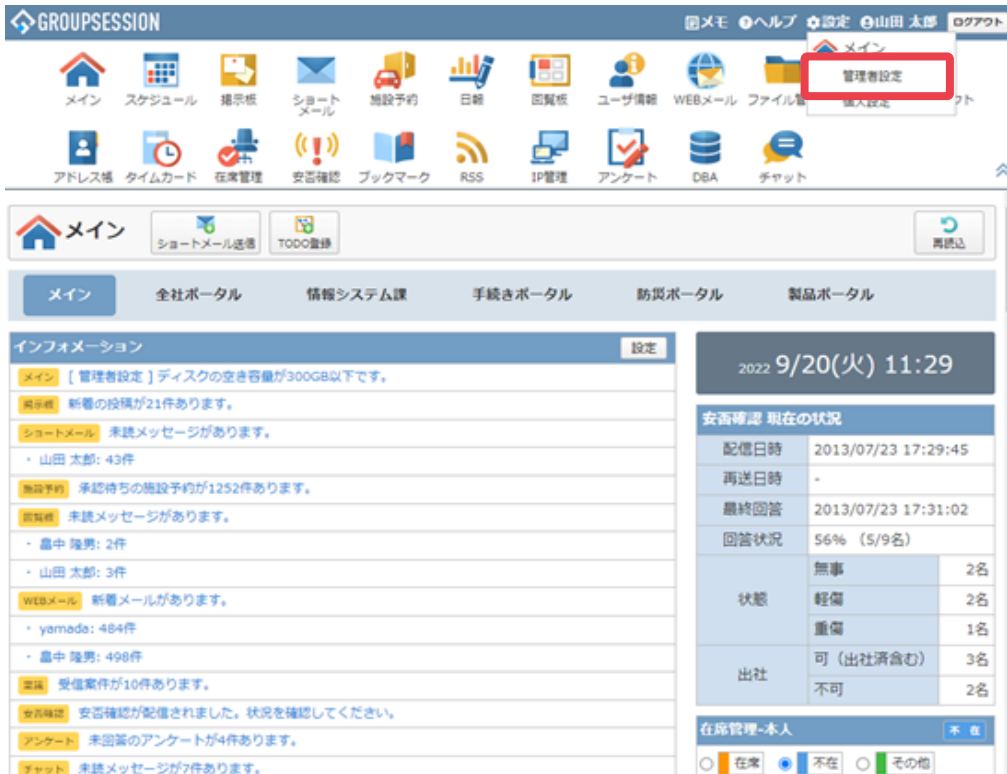 GROUPSESSION
メモ ヘルプ 設定 山田 太郎 ログアウト
メイン
管理者設定
個人設定
メイン スケジュール 掲示板 ショートメール 施設予約 日報 回覧板 ユーザ情報 WEBメール ファイル管
アドレス帳 タイムカード 在席管理 安否確認 ブックマーク RSS IP管理 アンケート DBA チャット
メイン ショートメール送信 TODO登録 再読込
メイン 全社ポータル 情報システム課 手続きポータル 防災ポータル 製品ポータル
インフォメーション 設定
メイン [ 管理者設定 ] ディスクの空き容量が300GB以下です。
掲示板 新着の投稿が21件あります。
ショートメール 未読メッセージがあります。
・ 山田 太郎: 43件
施設予約 承認待ちの施設予約が1252件あります。
回覧板 未読メッセージがあります。
・ 畠中 隆男: 2件
・ 山田 太郎: 3件
WEBメール 新着メールがあります。
・ yamada: 484件
・ 畠中 隆男: 498件
稟議 受信案件が10件あります。
安否確認 安否確認が配信されました。状況を確認してください。
アンケート 未回答のアンケートが4件あります。
チャット 未読メッセージが7件あります。
2022 9/20(火) 11:29
安否確認 現在の状況
配信日時 2013/07/23 17:29:45
再送日時 -
最終回答 2013/07/23 17:31:02
回答状況 56% (5/9名)
状態 無事 2名
軽傷 2名
重傷 1名
出社 可（出社済含む） 3名
不可 2名
在席管理-本人 不 在
在席 不在 その他